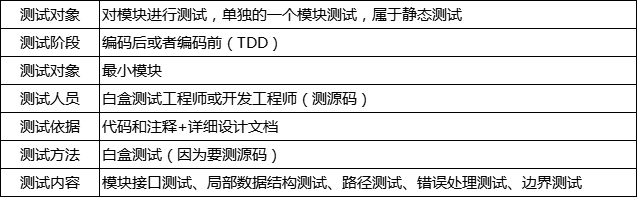 测试对象 对模块进行测试，单独的一个模块测试，属于静态测试
测试阶段 编码后或者编码前（TDD）
测试对象 最小模块
测试人员 白盒测试工程师或开发工程师（测源码）
测试依据 代码和注释+详细设计文档
测试方法 白盒测试（因为要测源码）
测试内容 模块接口测试、局部数据结构测试、路径测试、错误处理测试、边界测试